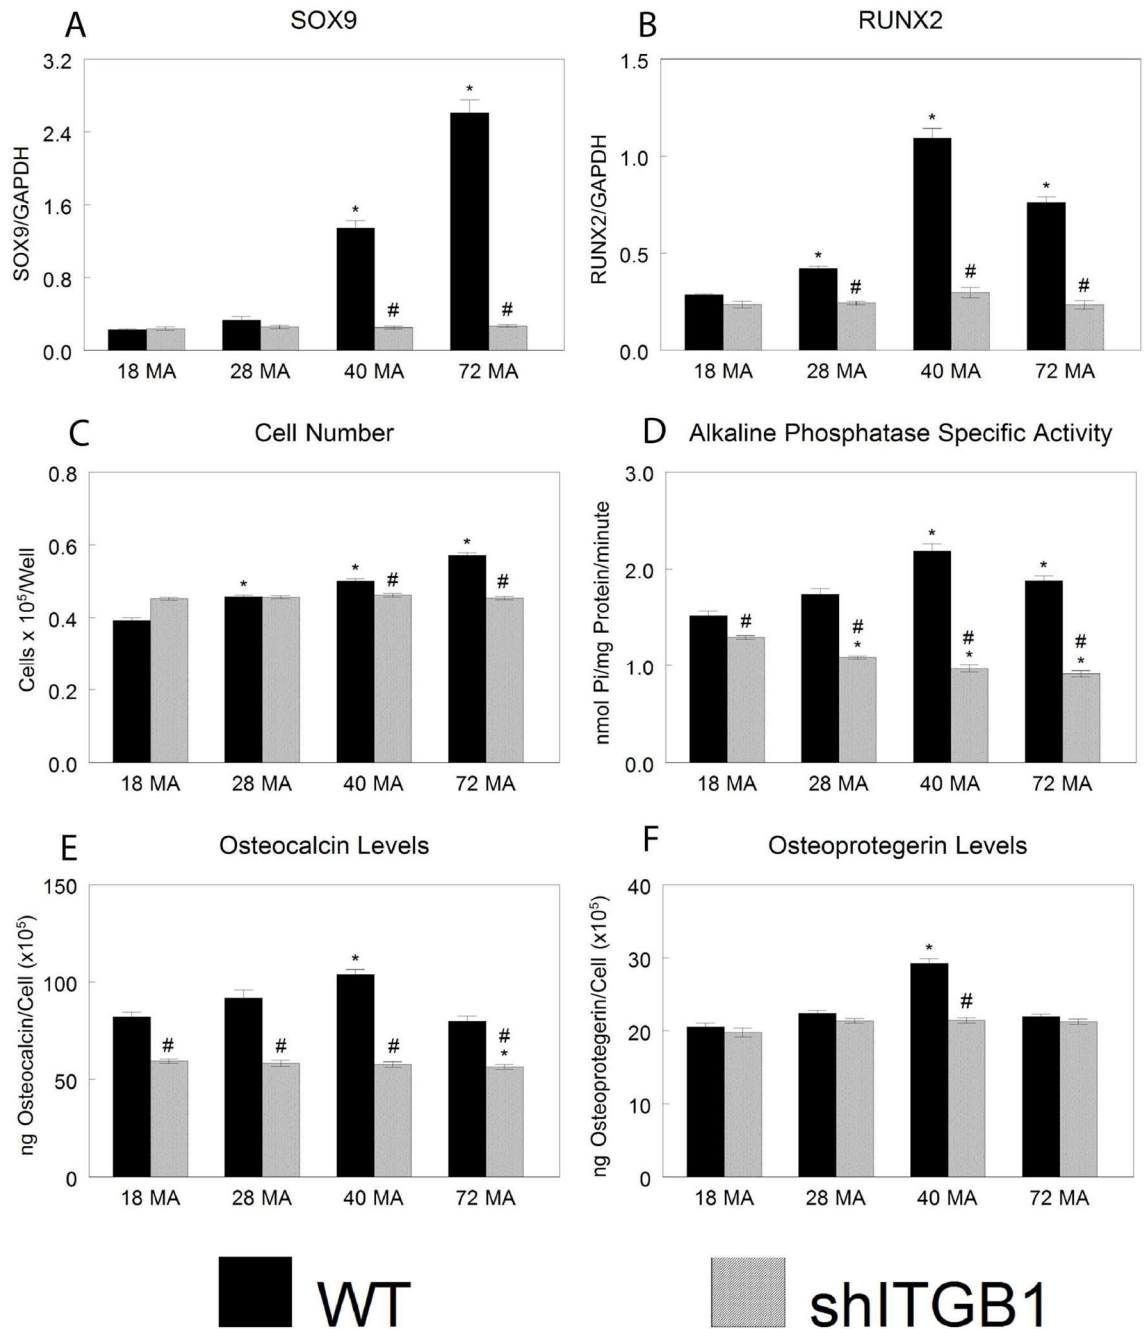 A SOX9
3.2
2.4
1.6
0.8
0.0
SOX9/GAPDH
* * # #
18 MA 28 MA 40 MA 72 MA
B RUNX2
1.5
1.0
0.5
0.0
RUNX2/GAPDH
* # * # * #
18 MA 28 MA 40 MA 72 MA
C Cell Number
0.8
0.6
0.4
0.2
0.0
Cells x 10⁵/Well
* * # * #
18 MA 28 MA 40 MA 72 MA
D Alkaline Phosphatase Specific Activity
3.0
2.0
1.0
0.0
nmol Pi/mg Protein/minute
# # * * # * * # *
18 MA 28 MA 40 MA 72 MA
E Osteocalcin Levels
150
100
50
0
ng Osteocalcin/Cell (x10⁵)
# # * # # *
18 MA 28 MA 40 MA 72 MA
F Osteoprotegerin Levels
40
30
20
10
0
ng Osteoprotegerin/Cell (x10⁵)
* #
18 MA 28 MA 40 MA 72 MA
WT shITGB1